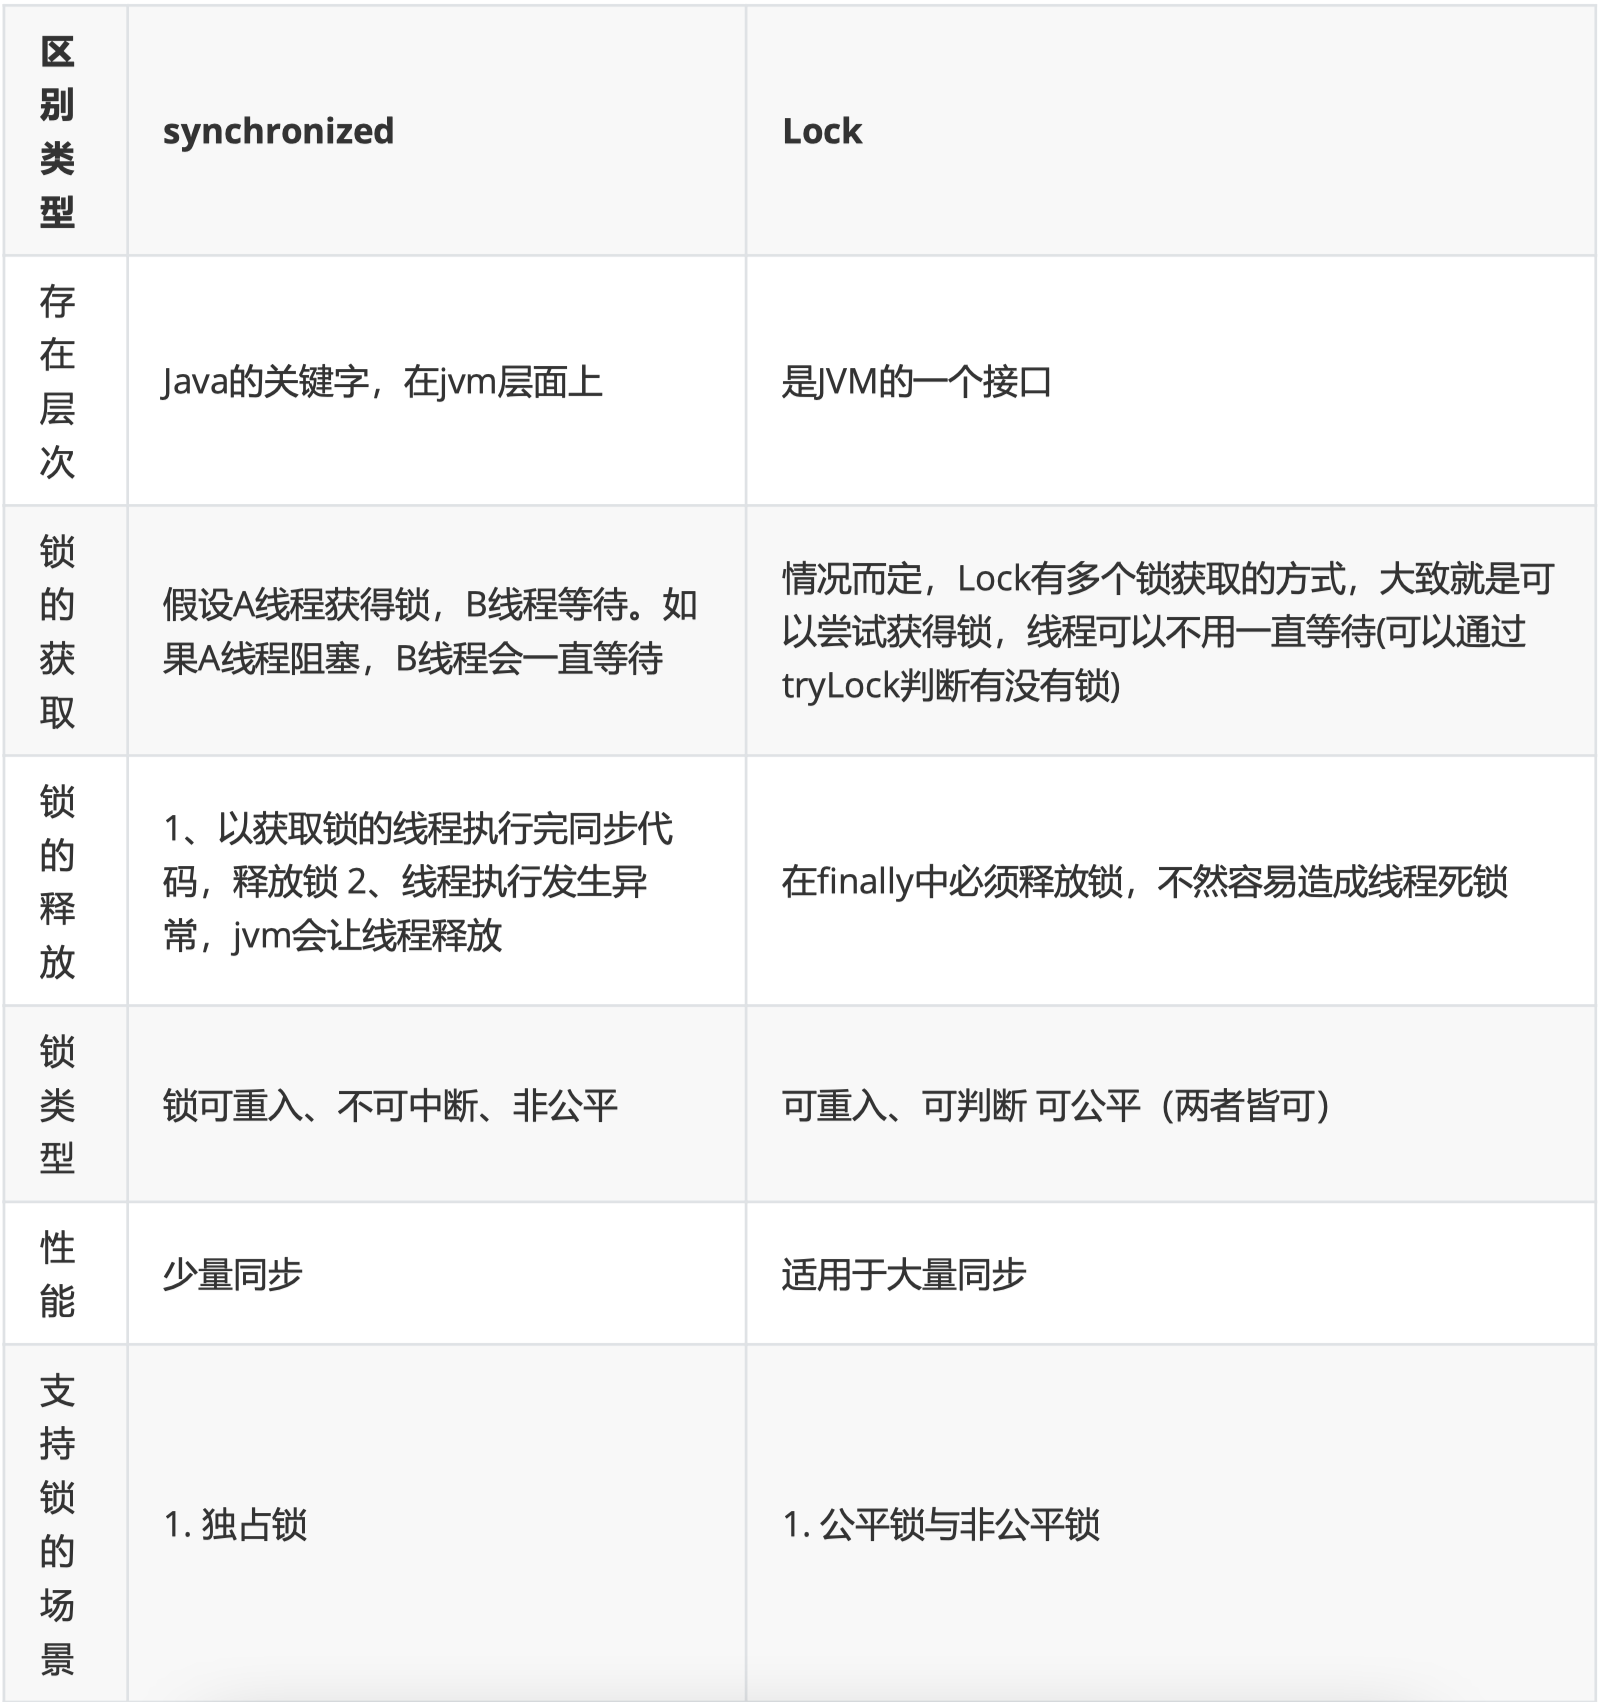 区
别
类
型
synchronized
Lock
存
在
层
次
Java的关键字，在jvm层面上
是JVM的一个接口
锁
的
获
取
假设A线程获得锁，B线程等待。如
果A线程阻塞，B线程会一直等待
情况而定，Lock有多个锁获取的方式，大致就是可
以尝试获得锁，线程可以不用一直等待(可以通过
tryLock判断有没有锁)
锁
的
释
放
1、以获取锁的线程执行完同步代
码，释放锁 2、线程执行发生异
常，jvm会让线程释放
在finally中必须释放锁，不然容易造成线程死锁
锁
类
型
锁可重入、不可中断、非公平
可重入、可判断 可公平（两者皆可）
性
能
少量同步
适用于大量同步
支
持
锁
的
场
景
1. 独占锁
1. 公平锁与非公平锁